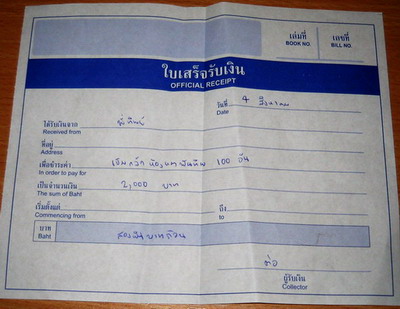 เล่มที่ เลขที่
BOOK NO. BILL NO.
ใบเสร็จรับเงิน
OFFICIAL RECEIPT
วันที่ 4
Date
ได้รับเงินจาก
Received from
ที่อยู่
Address
เพื่อชำระค่า 100 อัน
In order to pay for
เป็นจำนวนเงิน 2,000 บาท
The sum of Baht
เริ่มตั้งแต่ ถึง
Commencing from to
บาท สองพันบาทถ้วน
Baht
ต่อ
ผู้รับเงิน
Collector